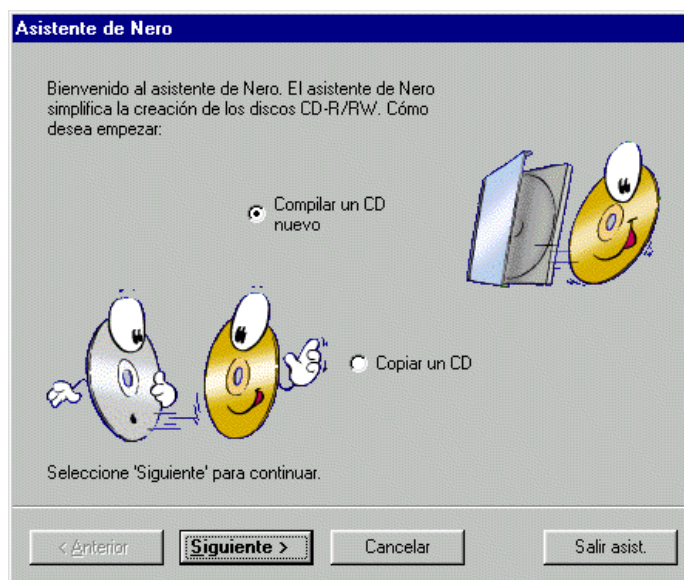 Asistente de Nero
Bienvenido al asistente de Nero. El asistente de Nero
simplifica la creación de los discos CD-R/RW. Cómo
desea empezar:
Compilar un CD
nuevo
Copiar un CD
Seleccione 'Siguiente' para continuar.
< Anterior
Siguiente >
Cancelar
Salir asist.